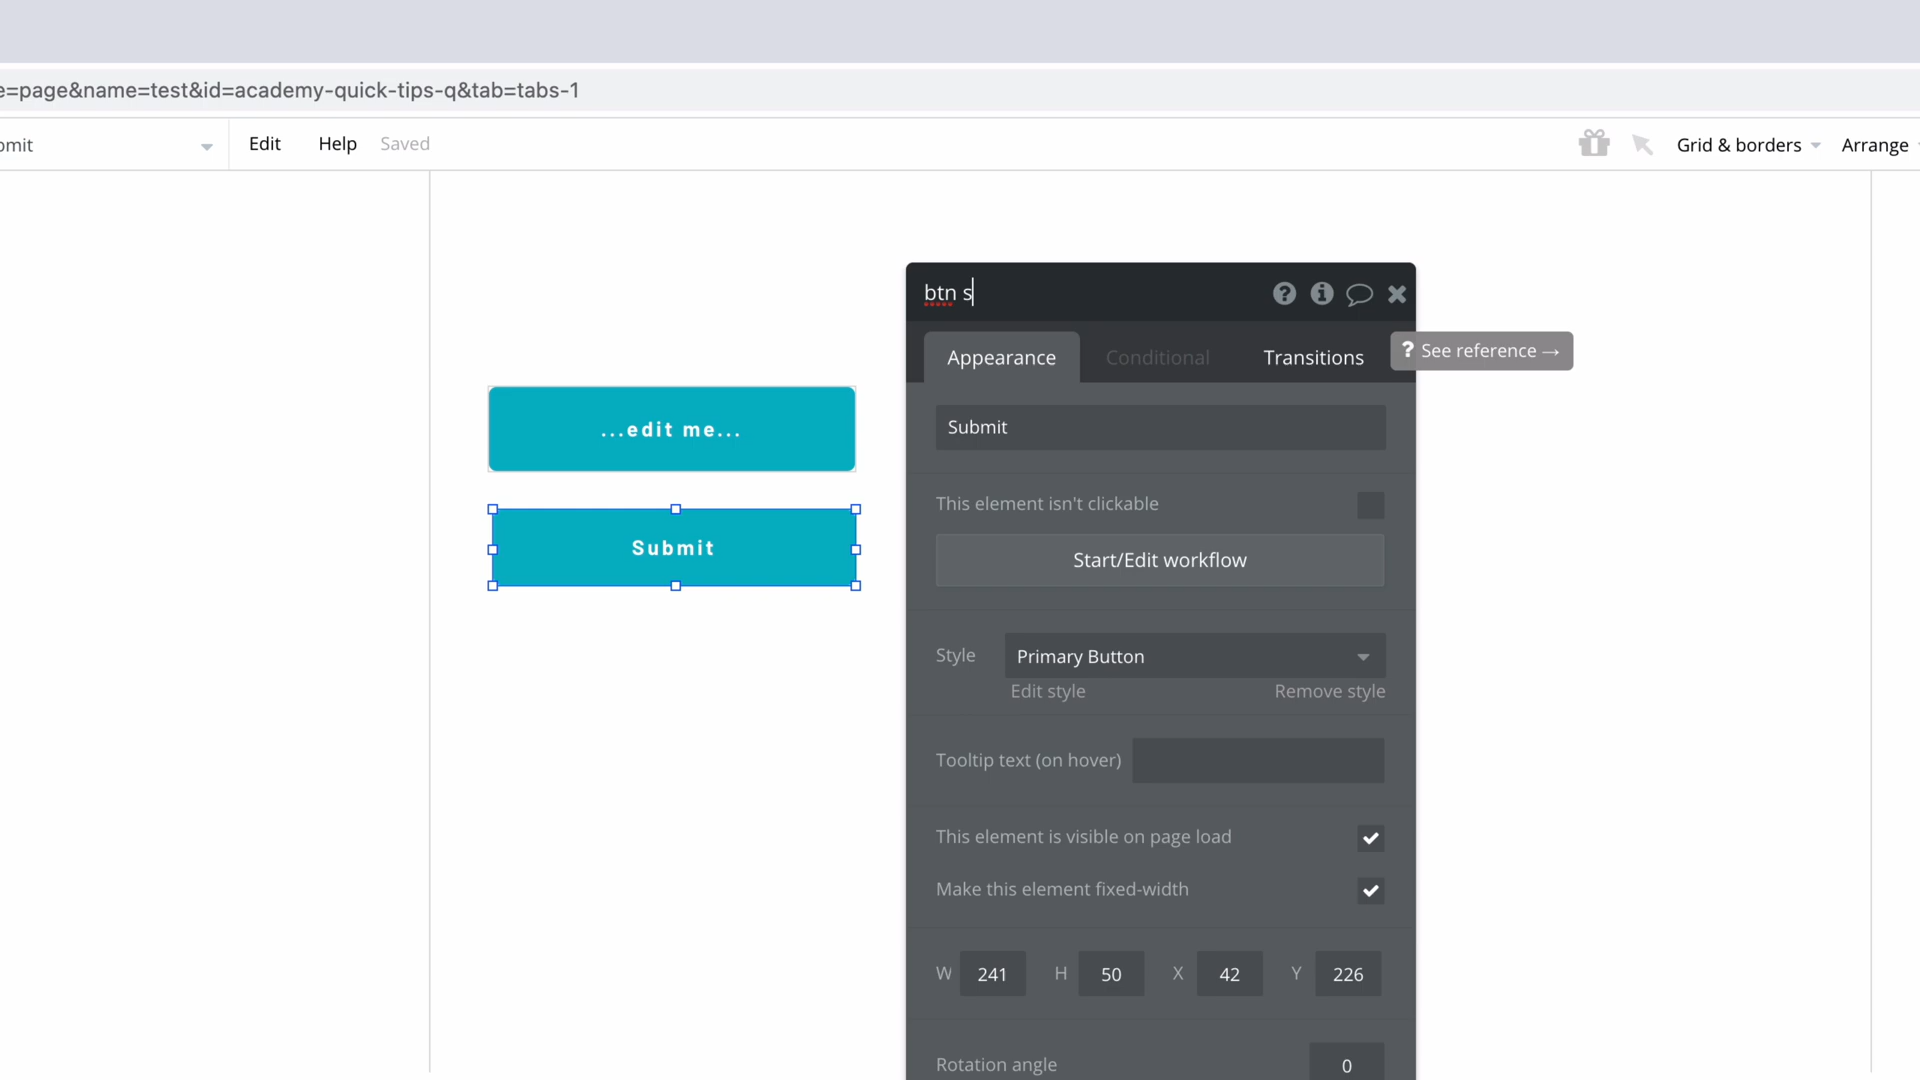 e=page&name=test&id=academy-quick-tips-q&tab=tabs-1
omit
Edit Help Saved
Grid & borders Arrange
btn s
Appearance Conditional Transitions
? See reference →
Submit
This element isn't clickable
Start/Edit workflow
Style Primary Button
Edit style Remove style
Tooltip text (on hover)
This element is visible on page load
Make this element fixed-width
W 241 H 50 X 42 Y 226
Rotation angle 0
...edit me...
Submit